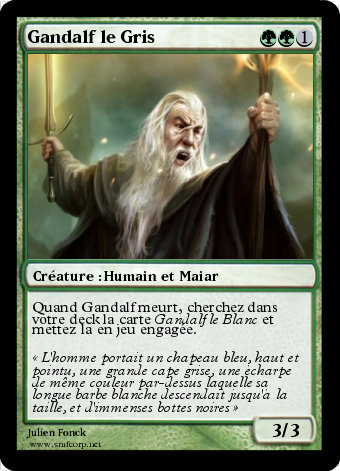 Gandalf le Gris 1
Créature : Humain et Maiar
Quand Gandalf meurt, cherchez dans
votre deck la carte Gandalf le Blanc et
mettez la en jeu engagée.
« L'homme portait un chapeau bleu, haut et
pointu, une grande cape grise, une écharpe
de même couleur par-dessus laquelle sa
longue barbe blanche descendait jusqu'à la
taille, et d'immenses bottes noires »
3/3
Julien Fonck
www.snufcorp.net